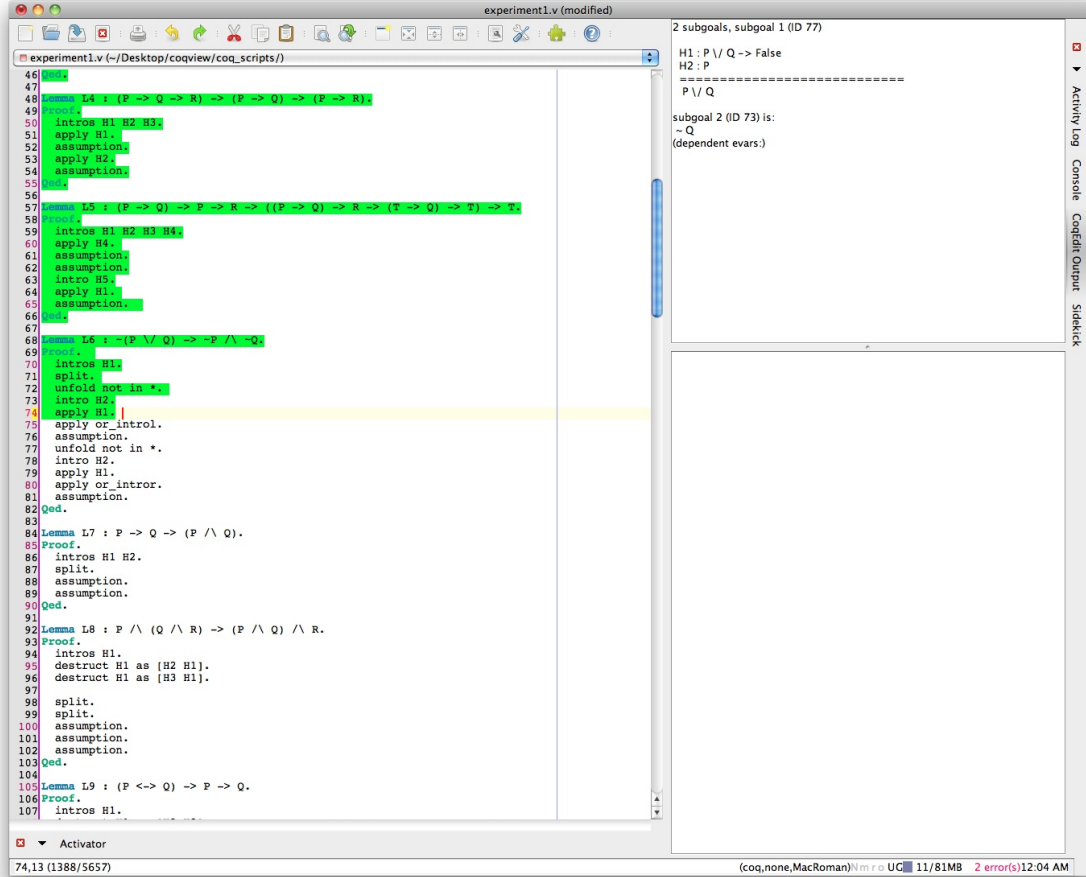 experiment1.v (modified)
experiment1.v (~/Desktop/coqview/coq_scripts/)
46 Qed.
47
48 Lemma L4 : (P -> Q -> R) -> (P -> Q) -> (P -> R).
49 Proof.
50   intros H1 H2 H3.
51   apply H1.
52   assumption.
53   apply H2.
54   assumption.
55 Qed.
56
57 Lemma L5 : (P -> Q) -> P -> R -> ((P -> Q) -> R -> (T -> Q) -> T) -> T.
58 Proof.
59   intros H1 H2 H3 H4.
60   apply H4.
61   assumption.
62   assumption.
63   intro H5.
64   apply H1.
65   assumption.
66 Qed.
67
68 Lemma L6 : ~(P \/ Q) -> ~P /\ ~Q.
69 Proof.
70   intros H1.
71   split.
72   unfold not in *.
73   intro H2.
74   apply H1.
75   apply or_introl.
76   assumption.
77   unfold not in *.
78   intro H2.
79   apply H1.
80   apply or_intror.
81   assumption.
82 Qed.
83
84 Lemma L7 : P -> Q -> (P /\ Q).
85 Proof.
86   intros H1 H2.
87   split.
88   assumption.
89   assumption.
90 Qed.
91
92 Lemma L8 : P /\ (Q /\ R) -> (P /\ Q) /\ R.
93 Proof.
94   intros H1.
95   destruct H1 as [H2 H1].
96   destruct H1 as [H3 H1].
97
98   split.
99   split.
100   assumption.
101   assumption.
102   assumption.
103 Qed.
104
105 Lemma L9 : (P <-> Q) -> P -> Q.
106 Proof.
107   intros H1.
2 subgoals, subgoal 1 (ID 77)
H1 : P \/ Q -> False
H2 : P
============================
P \/ Q
subgoal 2 (ID 73) is:
~ Q
(dependent evars:)
Activity Log
Console
CoqEdit Output
Sidekick
Activator
74,13 (1388/5657)
(coq,none,MacRoman)N m r o UG 11/81MB 2 error(s)12:04 AM